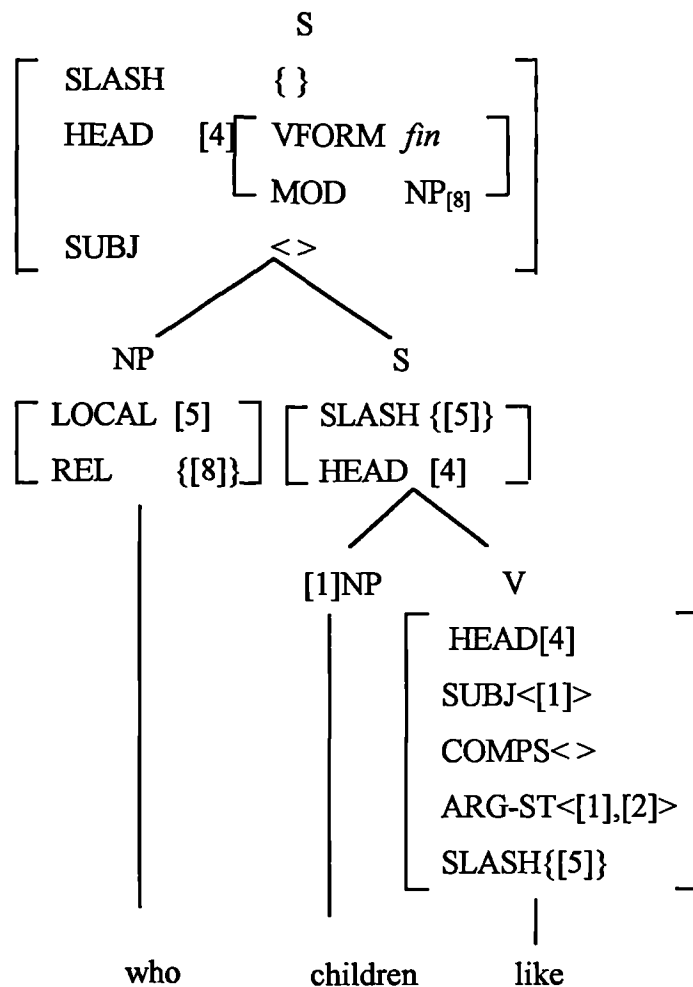 S
SLASH { }
HEAD [4] VFORM fin
MOD NP[8]
SUBJ < >
NP S
LOCAL [5] SLASH {[5]}
REL {[8]} HEAD [4]
[1]NP V
HEAD[4]
SUBJ<[1]>
COMPS< >
ARG-ST<[1],[2]>
SLASH{[5]}
who children like